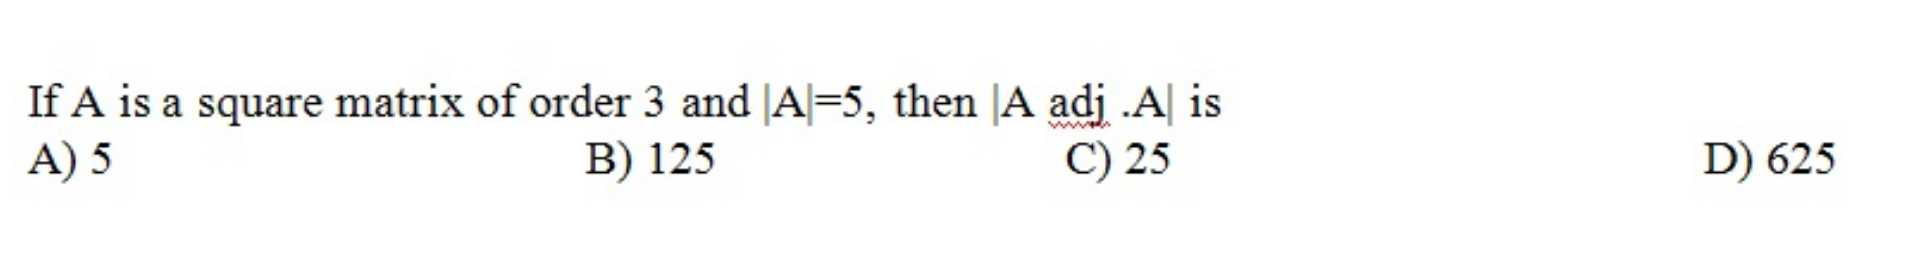 If A is a square matrix of order 3 and |A|=5, then |A adj .A| is
A) 5 B) 125 C) 25 D) 625